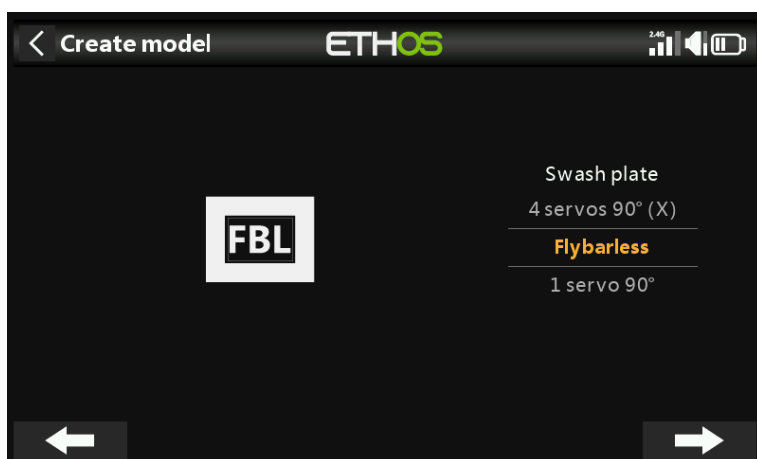 Create model
ETHOS
2.4G
Swash plate
4 servos 90° (X)
FBL
Flybarless
1 servo 90°